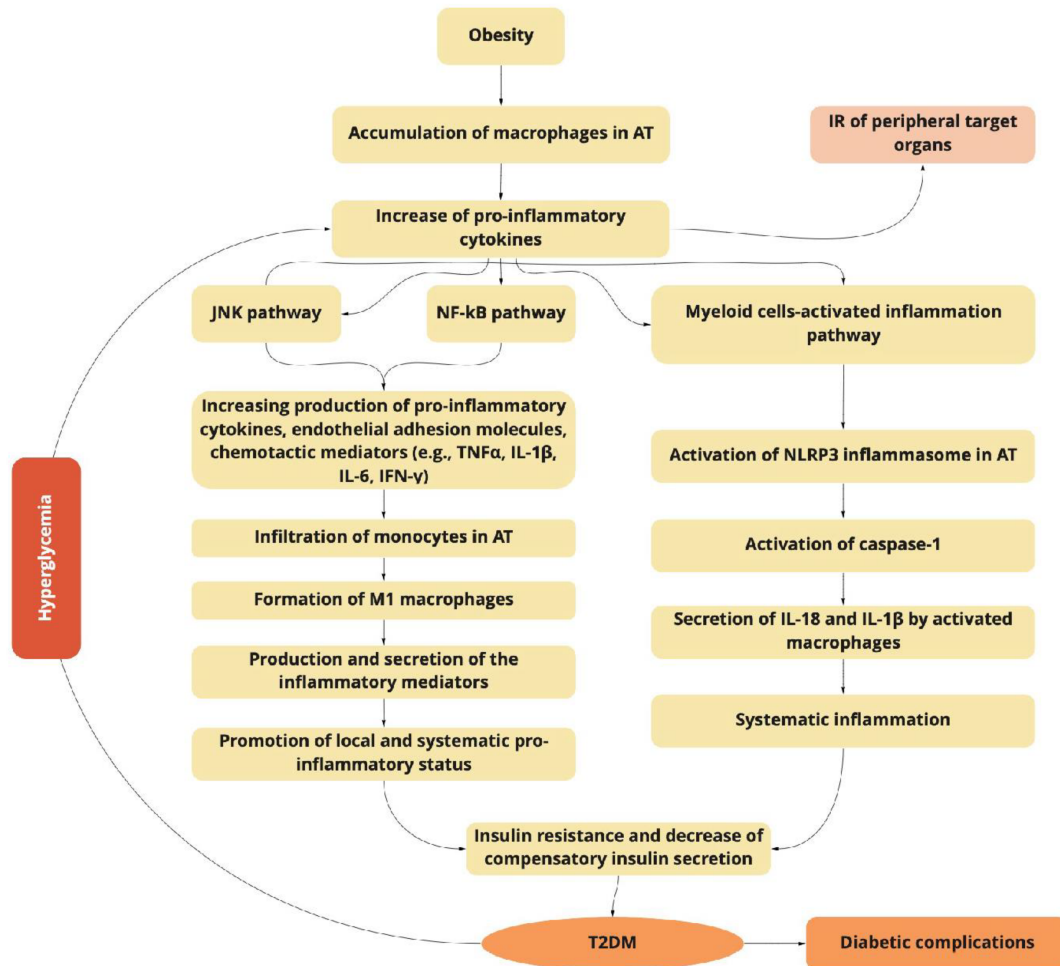 Obesity
Accumulation of macrophages in AT
IR of peripheral target
organs
Increase of pro-inflammatory
cytokines
JNK pathway
NF-kB pathway
Myeloid cells-activated inflammation
pathway
Increasing production of pro-inflammatory
cytokines, endothelial adhesion molecules,
chemotactic mediators (e.g., TNFα, IL-1β,
IL-6, IFN-γ)
Activation of NLRP3 inflammasome in AT
Infiltration of monocytes in AT
Activation of caspase-1
Formation of M1 macrophages
Secretion of IL-18 and IL-1β by activated
macrophages
Production and secretion of the
inflammatory mediators
Systematic inflammation
Promotion of local and systematic pro-
inflammatory status
Hyperglycemia
Insulin resistance and decrease of
compensatory insulin secretion
T2DM
Diabetic complications